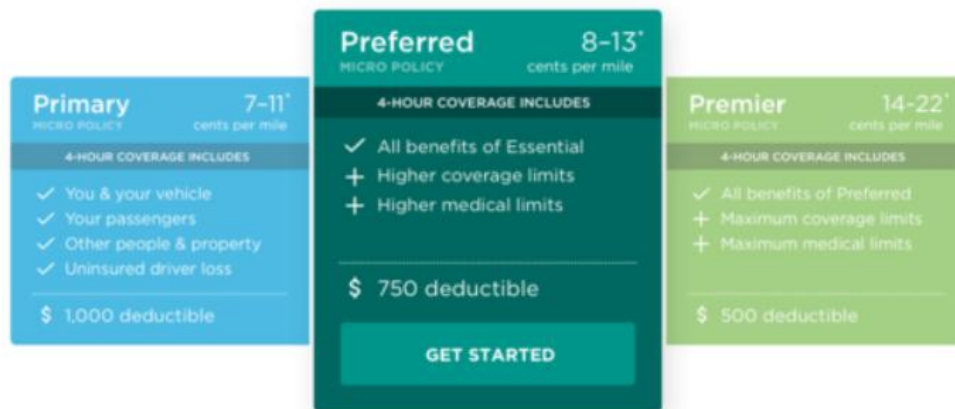 Primary 7–11*
MICRO POLICY cents per mile
4-HOUR COVERAGE INCLUDES
✓ You & your vehicle
✓ Your passengers
✓ Other people & property
✓ Uninsured driver loss
$ 1,000 deductible
Preferred 8–13*
MICRO POLICY cents per mile
4-HOUR COVERAGE INCLUDES
✓ All benefits of Essential
+ Higher coverage limits
+ Higher medical limits
$ 750 deductible
GET STARTED
Premier 14-22*
MICRO POLICY cents per mile
4-HOUR COVERAGE INCLUDES
✓ All benefits of Preferred
+ Maximum coverage limits
+ Maximum medical limits
$ 500 deductible